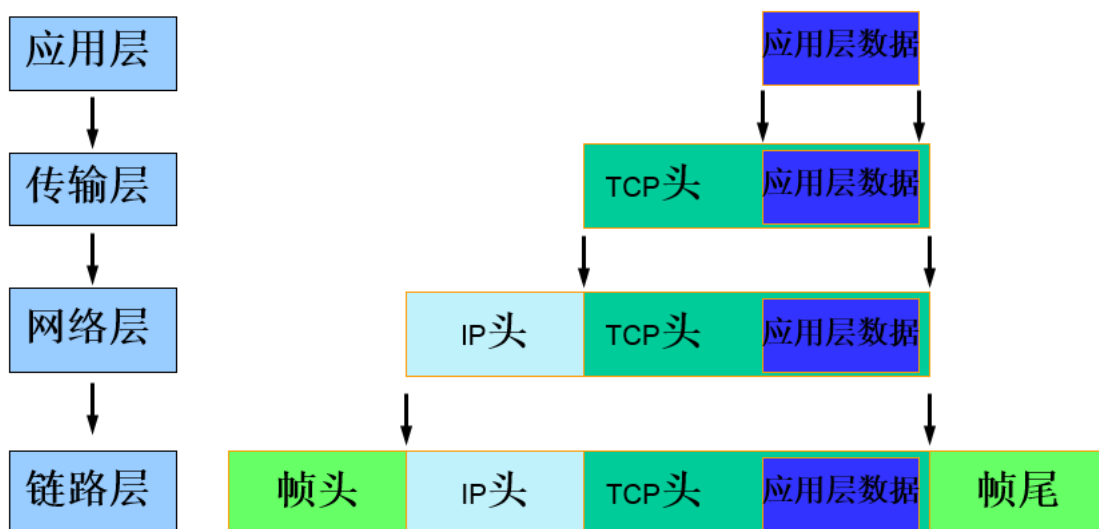 应用层
应用层数据
传输层
TCP头
应用层数据
网络层
IP头
TCP头
应用层数据
链路层
帧头
IP头
TCP头
应用层数据
帧尾